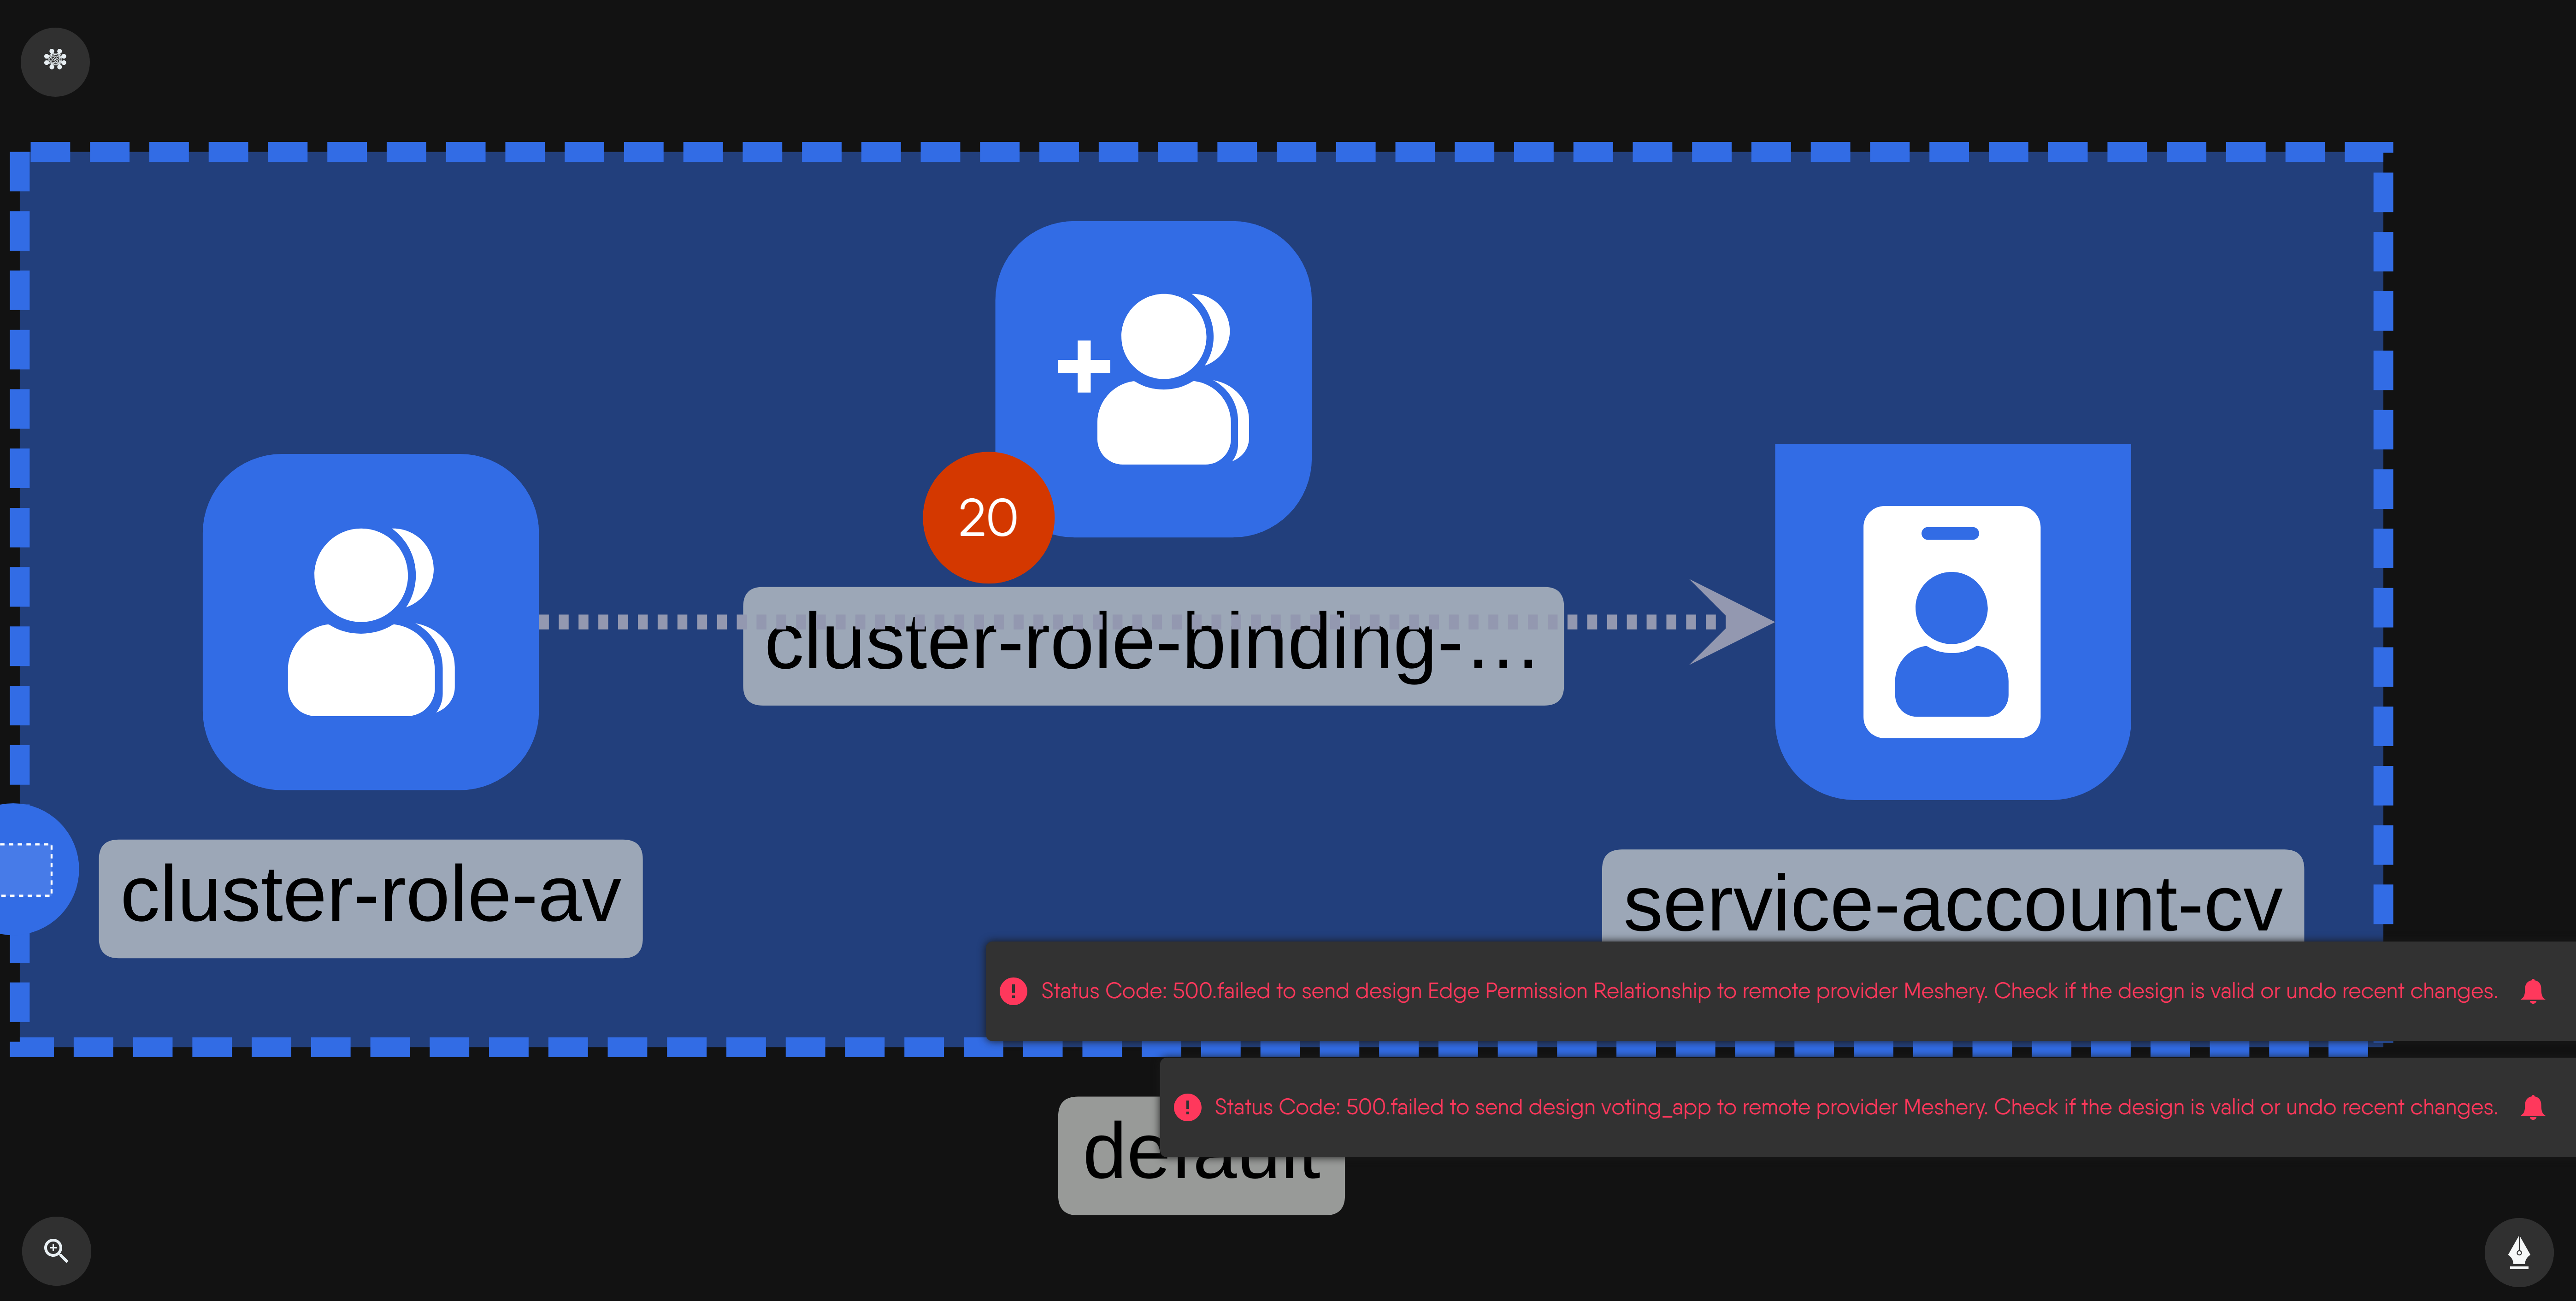 20
cluster-role-binding-...
cluster-role-av
service-account-cv
Status Code: 500.failed to send design Edge Permission Relationship to remote provider Meshery. Check if the design is valid or undo recent changes.
Status Code: 500.failed to send design voting_app to remote provider Meshery. Check if the design is valid or undo recent changes.
default